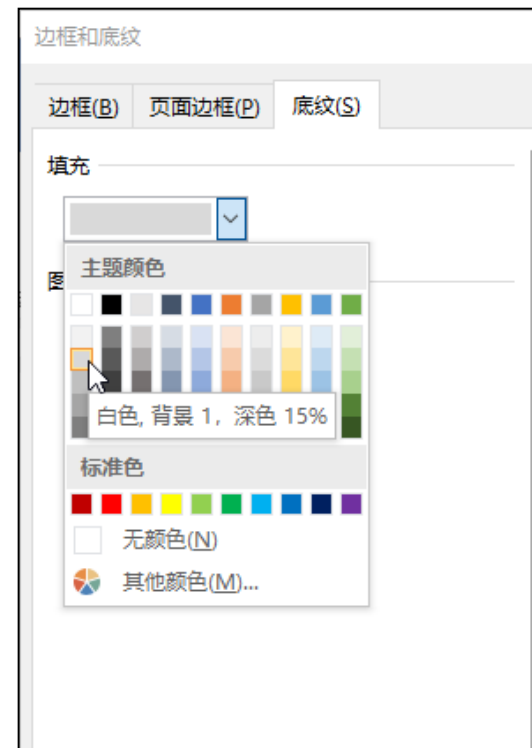 边框和底纹
边框(B) 页面边框(P) 底纹(S)
填充
主题颜色
图
白色, 背景 1, 深色 15%
标准色
无颜色(N)
其他颜色(M)...